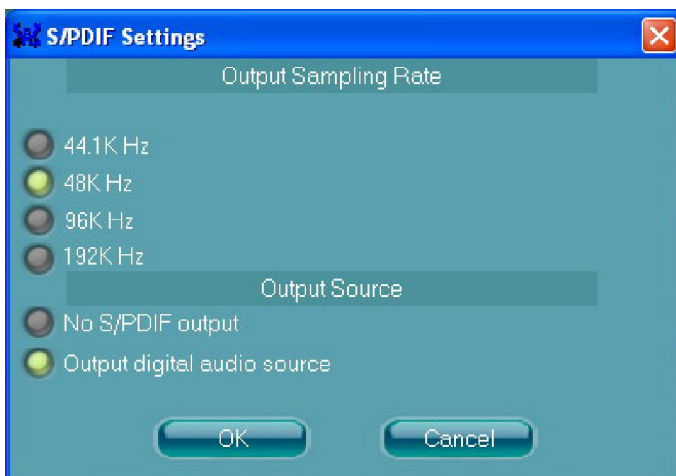 S/PDIF Settings
Output Sampling Rate
44.1K Hz
48K Hz
96K Hz
192K Hz
Output Source
No S/PDIF output
Output digital audio source
OK
Cancel